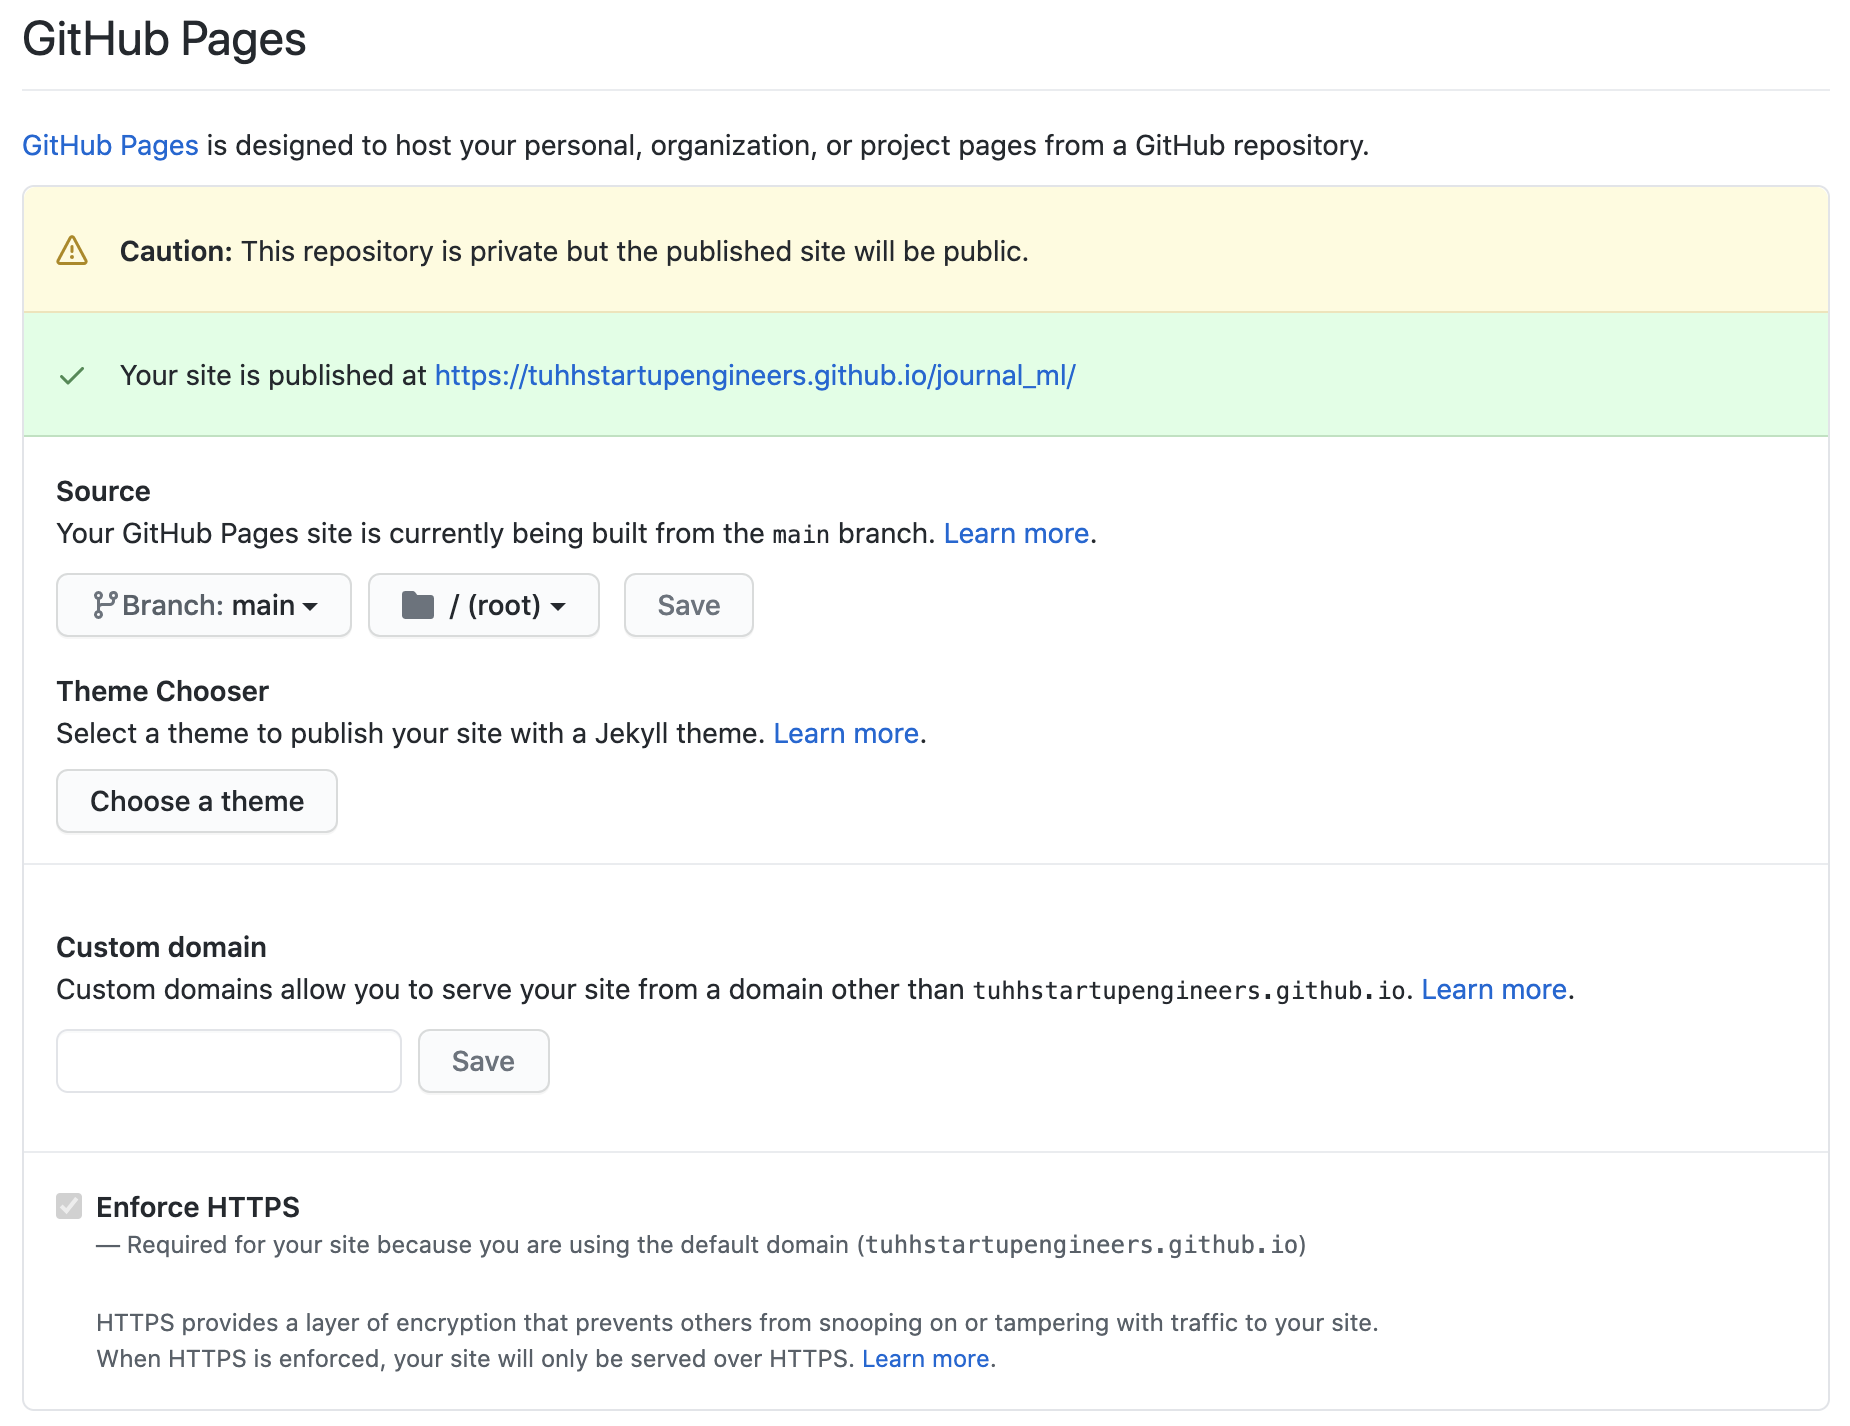 GitHub Pages
GitHub Pages is designed to host your personal, organization, or project pages from a GitHub repository.
Caution: This repository is private but the published site will be public.
Your site is published at https://tuhhstartupengineers.github.io/journal_ml/
Source
Your GitHub Pages site is currently being built from the main branch. Learn more.
Branch: main / (root) Save
Theme Chooser
Select a theme to publish your site with a Jekyll theme. Learn more.
Choose a theme
Custom domain
Custom domains allow you to serve your site from a domain other than tuhhstartupengineers.github.io. Learn more.
Save
Enforce HTTPS
— Required for your site because you are using the default domain (tuhhstartupengineers.github.io)
HTTPS provides a layer of encryption that prevents others from snooping on or tampering with traffic to your site.
When HTTPS is enforced, your site will only be served over HTTPS. Learn more.